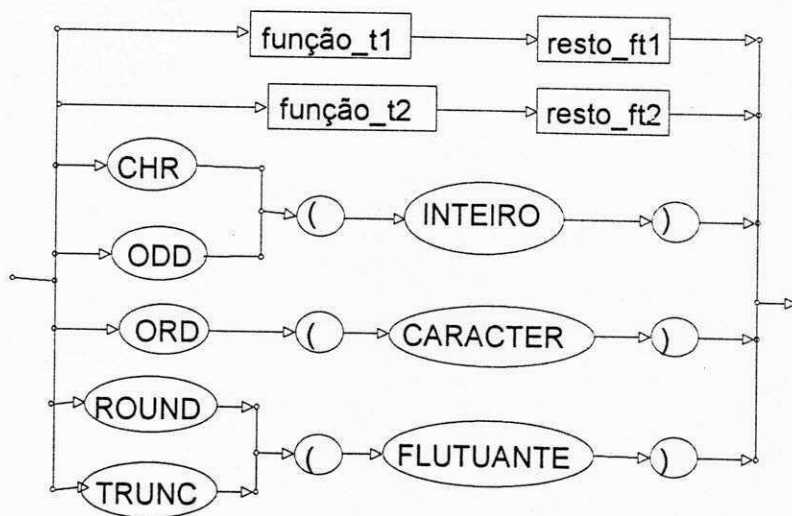 função_t1 resto_ft1
função_t2 resto_ft2
CHR
( INTEIRO )
ODD
ORD ( CARACTER )
ROUND
( FLUTUANTE )
TRUNC